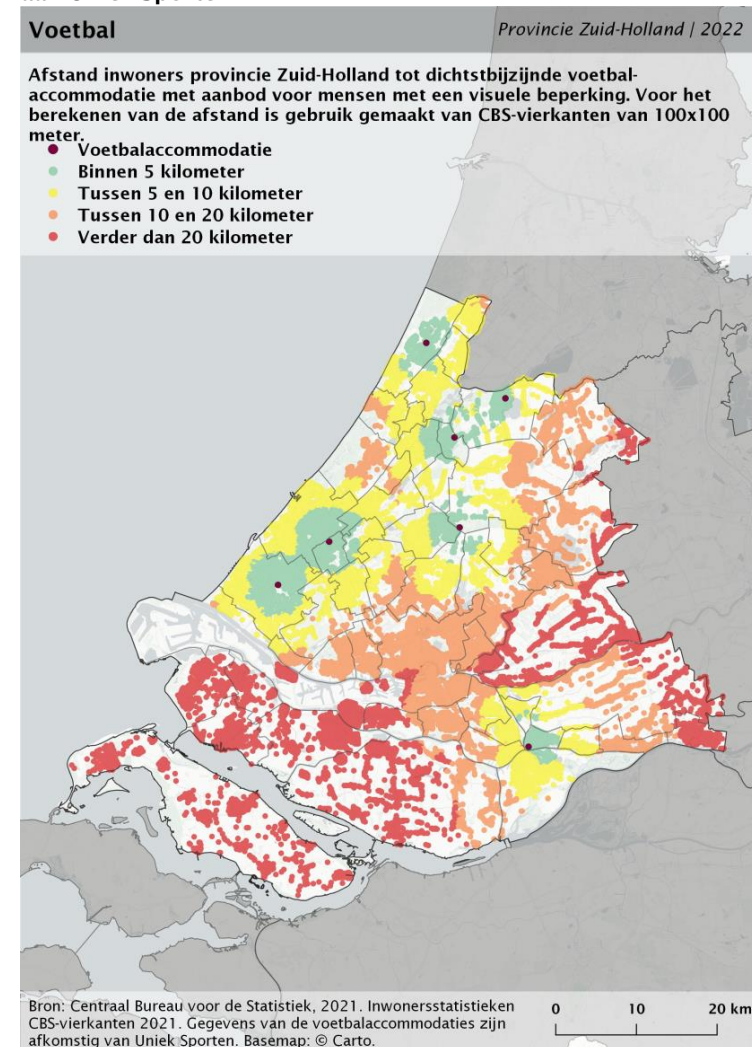 Voetbal
Provincie Zuid-Holland | 2022
Afstand inwoners provincie Zuid-Holland tot dichtstbijzijnde voetbal-
accommodatie met aanbod voor mensen met een visuele beperking. Voor het
berekenen van de afstand is gebruik gemaakt van CBS-vierkanten van 100x100
meter.
Voetbalaccommodatie
Binnen 5 kilometer
Tussen 5 en 10 kilometer
Tussen 10 en 20 kilometer
Verder dan 20 kilometer
Bron: Centraal Bureau voor de Statistiek, 2021. Inwonersstatistieken
CBS-vierkanten 2021. Gegevens van de voetbalaccommodaties zijn
afkomstig van Uniek Sporten. Basemap: © Carto.
0 10 20 km